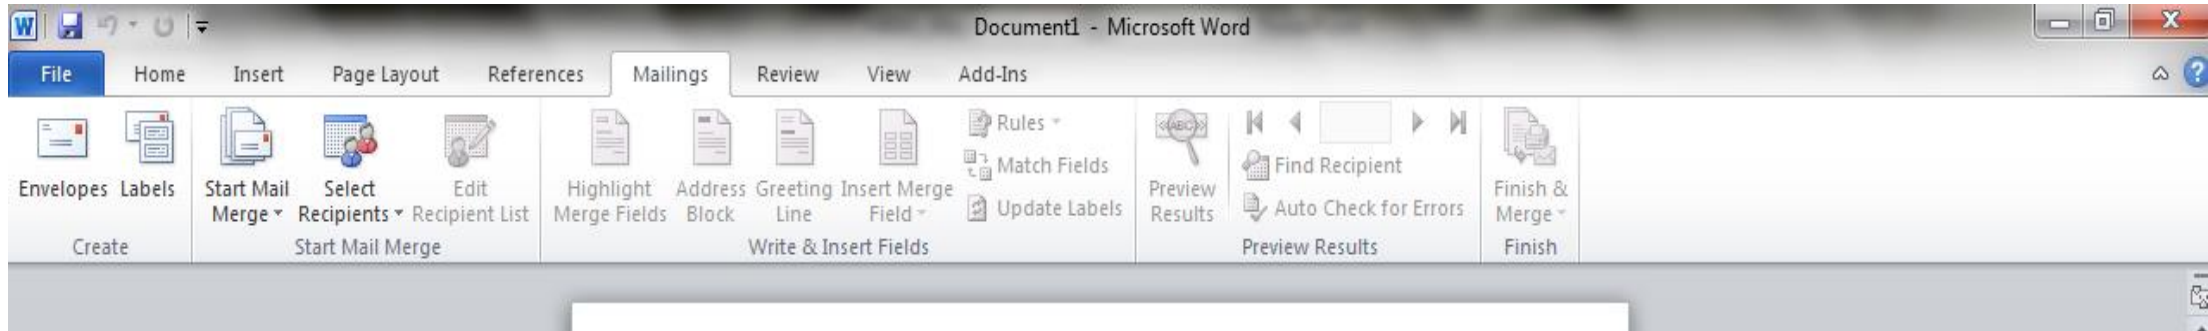 Document1 - Microsoft Word
File Home Insert Page Layout References Mailings Review View Add-Ins
Envelopes
Labels
Start Mail
Merge
Select
Recipients
Edit
Recipient List
Create
Start Mail Merge
Highlight
Merge Fields
Address
Block
Greeting
Line
Insert Merge
Field
Rules
Match Fields
Update Labels
Write & Insert Fields
«ABC»
Preview
Results
Find Recipient
Auto Check for Errors
Preview Results
Finish &
Merge
Finish